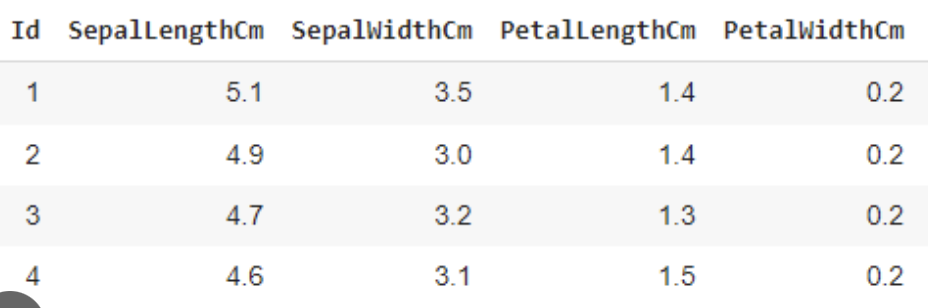 Id SepalLengthCm SepalWidthCm PetalLengthCm PetalWidthCm
1 5.1 3.5 1.4 0.2
2 4.9 3.0 1.4 0.2
3 4.7 3.2 1.3 0.2
4 4.6 3.1 1.5 0.2